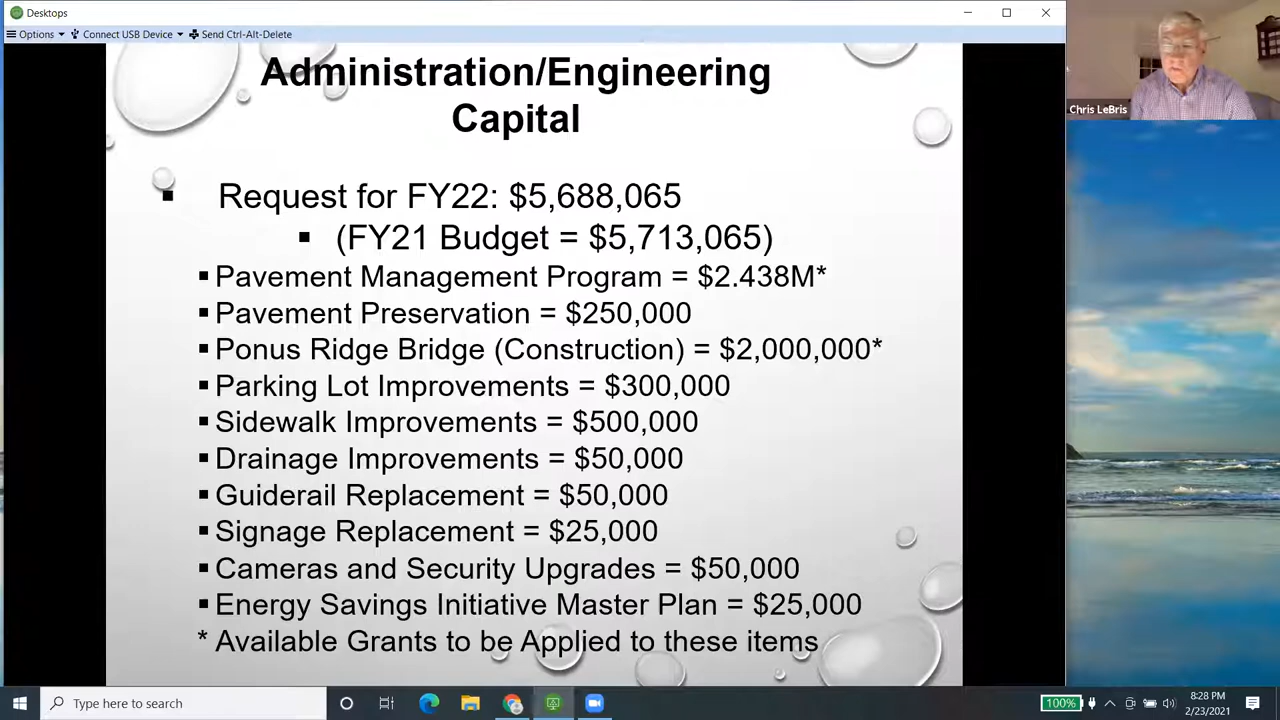 Desktops
Options
Connect USB Device
Send Ctrl-Alt-Delete
Administration/Engineering
Capital
Chris LeBris
▪ Request for FY22: $5,688,065
▪ (FY21 Budget = $5,713,065)
▪ Pavement Management Program = $2.438M*
▪ Pavement Preservation = $250,000
▪ Ponus Ridge Bridge (Construction) = $2,000,000*
▪ Parking Lot Improvements = $300,000
▪ Sidewalk Improvements = $500,000
▪ Drainage Improvements = $50,000
▪ Guiderail Replacement = $50,000
▪ Signage Replacement = $25,000
▪ Cameras and Security Upgrades = $50,000
▪ Energy Savings Initiative Master Plan = $25,000
* Available Grants to be Applied to these items
Type here to search
100%
8:28 PM
2/23/2021